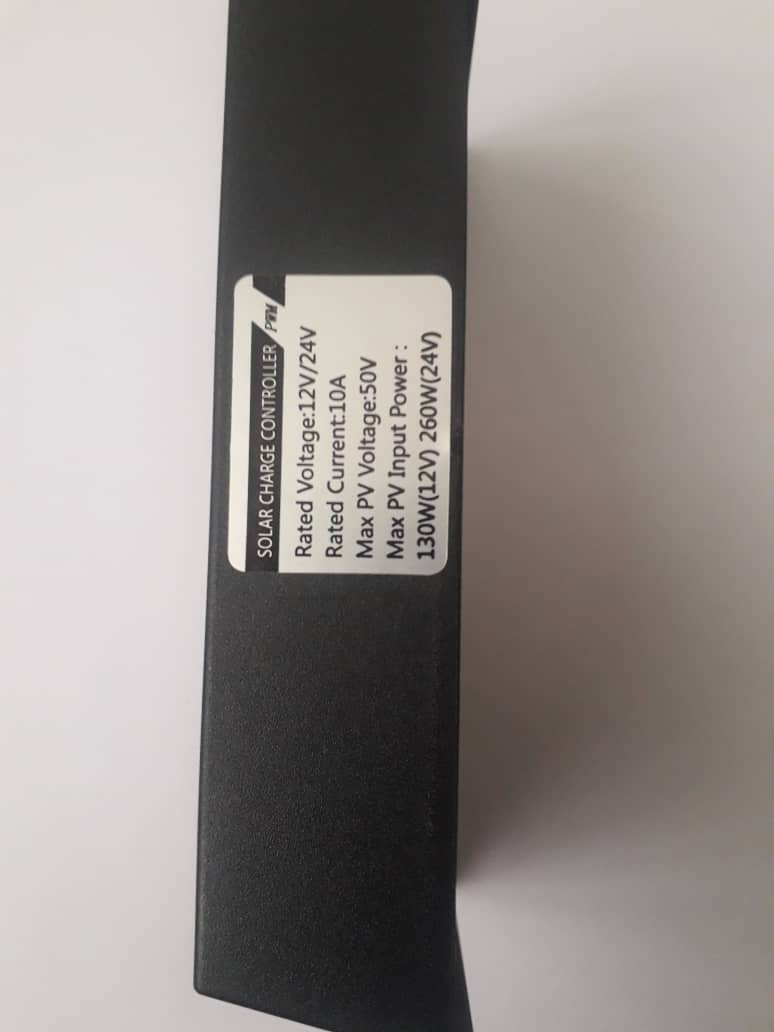 SOLAR CHARGE CONTROLLER PWM
Rated Voltage:12V/24V
Rated Current:10A
Max PV Voltage:50V
Max PV Input Power :
130W(12V) 260W(24V)